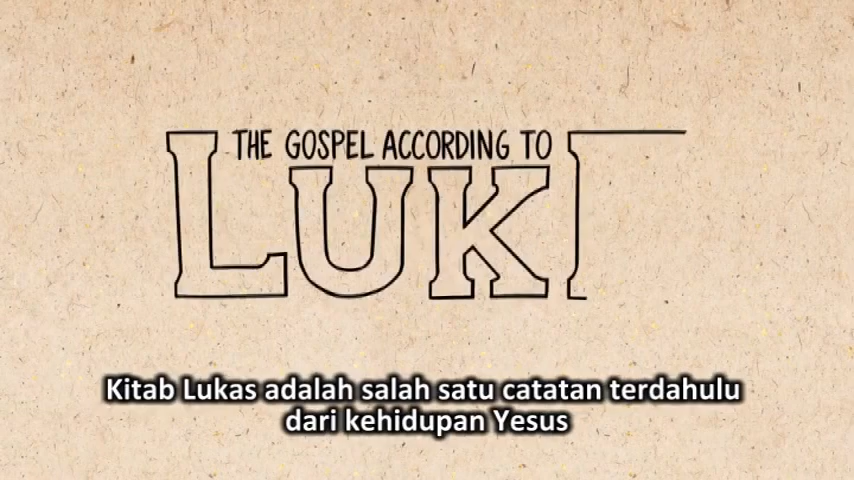 THE GOSPEL ACCORDING TO
LUK
Kitab Lukas adalah salah satu catatan terdahulu
dari kehidupan Yesus